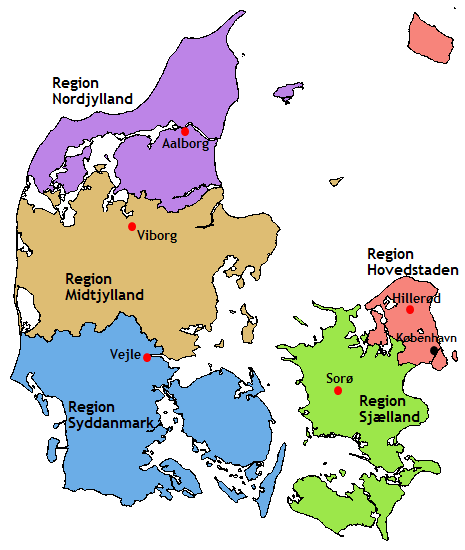 Region
Nordjylland
Aalborg
Viborg
Region
Hovedstaden
Region
Midtjylland
Hillerød
København
Vejle
Sorø
Region
Sjælland
Region
Syddanmark